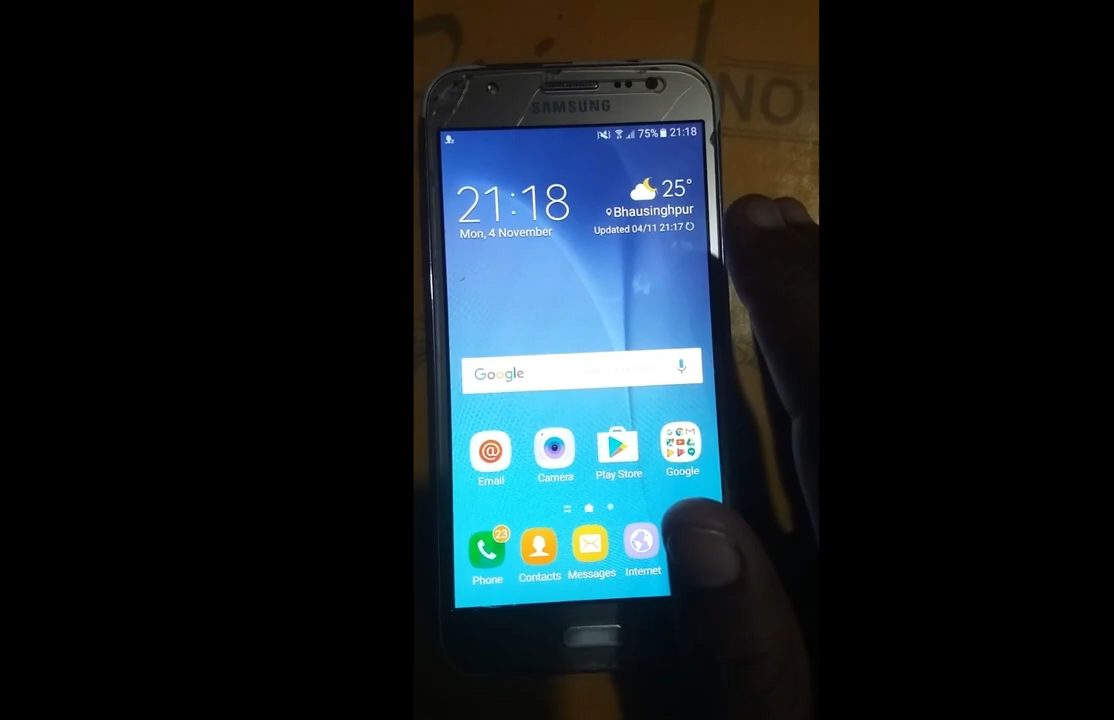 NOT
SAMSUNG
75% 21:18
21:18
25°
Bhausinghpur
Mon, 4 November
Updated 04/11 21:17
Google
Email
Camera
Play Store
Google
23
Phone
Contacts
Messages
Internet